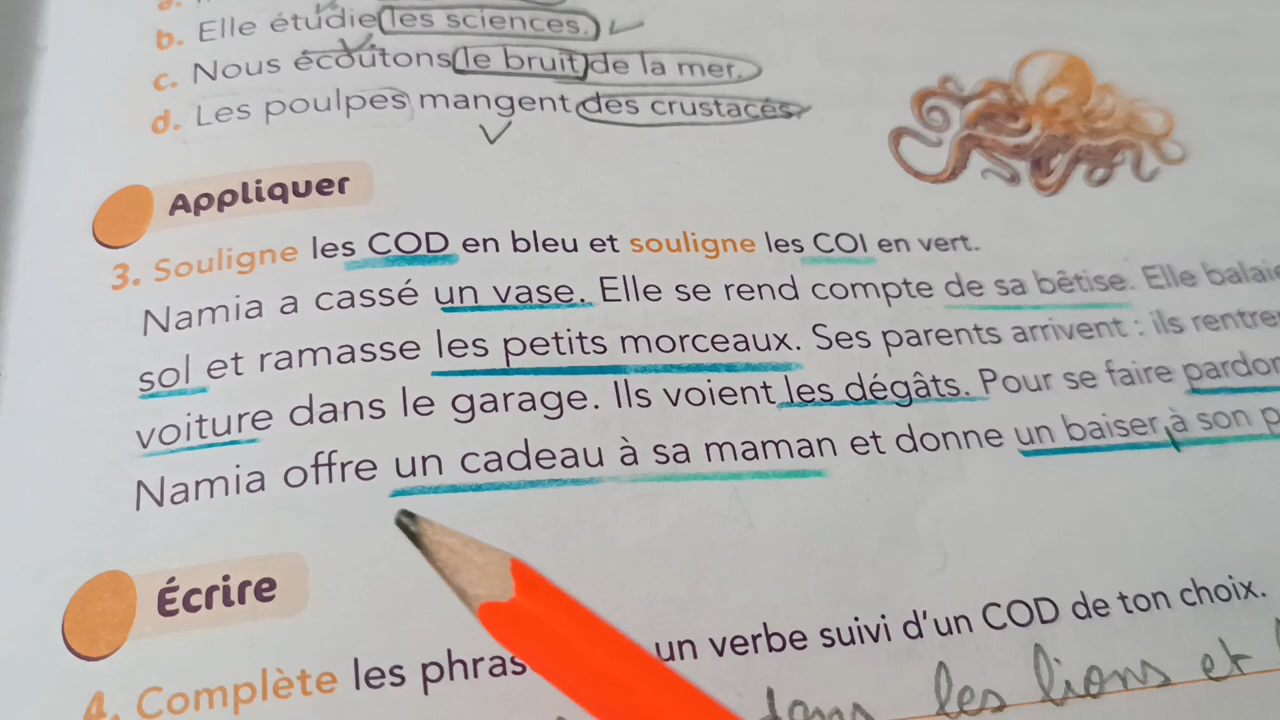 b. Elle étudie les sciences.
c. Nous écoutons le bruit de la mer.
d. Les poulpes mangent des crustacés.
Appliquer
3. Souligne les COD en bleu et souligne les COI en vert.
Namia a cassé un vase. Elle se rend compte de sa bêtise. Elle
sol et ramasse les petits morceaux. Ses parents arrivent : ils
voiture dans le garage. Ils voient les dégâts. Pour se faire
Namia offre un cadeau à sa maman et donne un baiser à son
Écrire
4. Complète les un verbe suivi d'un COD de ton choix.
dans les lions et